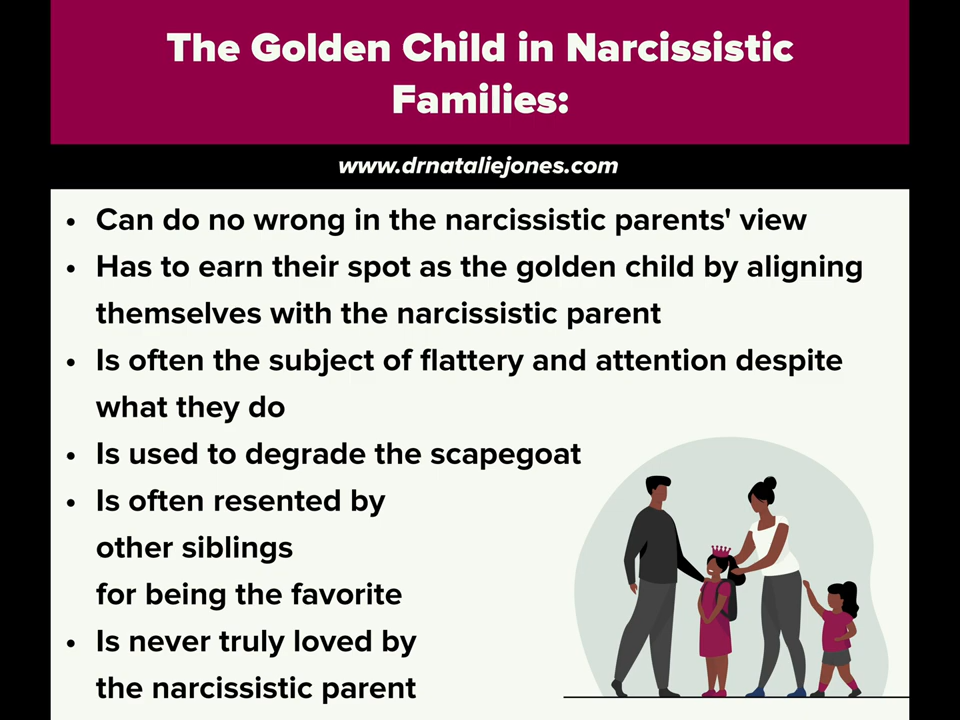 The Golden Child in Narcissistic
Families:
www.drnataliejones.com
• Can do no wrong in the narcissistic parents' view
• Has to earn their spot as the golden child by aligning
themselves with the narcissistic parent
• Is often the subject of flattery and attention despite
what they do
• Is used to degrade the scapegoat
• Is often resented by
other siblings
for being the favorite
• Is never truly loved by
the narcissistic parent